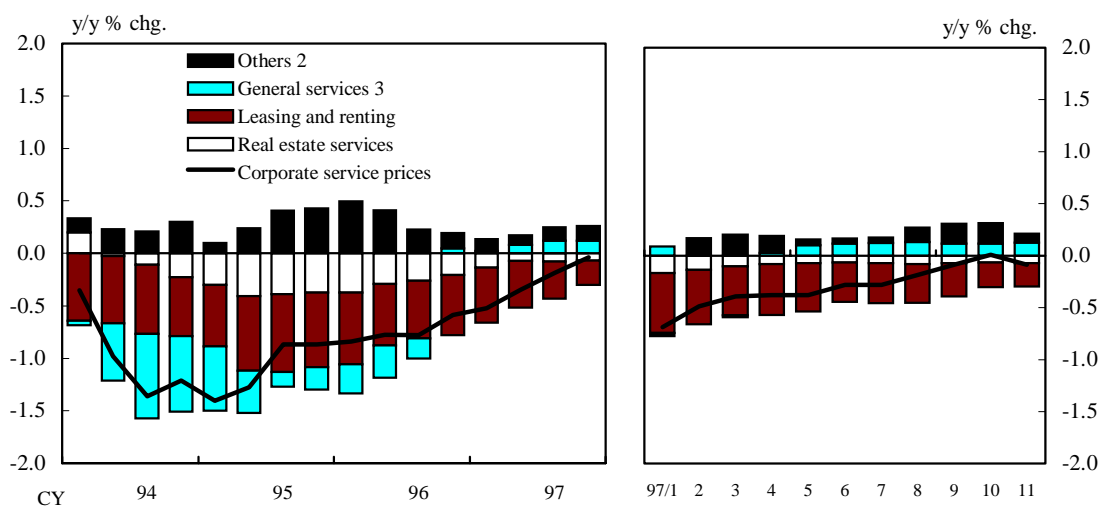 y/y % chg.
2.0
1.5
1.0
0.5
0.0
-0.5
-1.0
-1.5
-2.0
Others 2
General services 3
Leasing and renting
Real estate services
Corporate service prices
CY 94 95 96 97
y/y % chg.
2.0
1.5
1.0
0.5
0.0
-0.5
-1.0
-1.5
-2.0
97/1 2 3 4 5 6 7 8 9 10 11